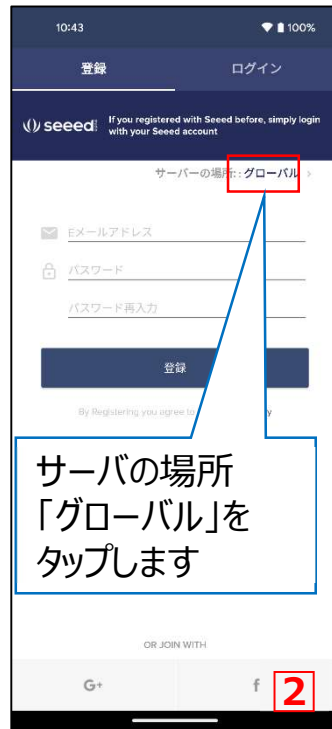 10:43
100%
登録
ログイン
seeed
If you registered with Seeed before, simply login
with your Seeed account
サーバーの場所: : グローバル >
Eメールアドレス
パスワード
パスワード再入力
登録
By Registering you agree to
サーバの場所
「グローバル」を
タップします
OR JOIN WITH
G+
f
2